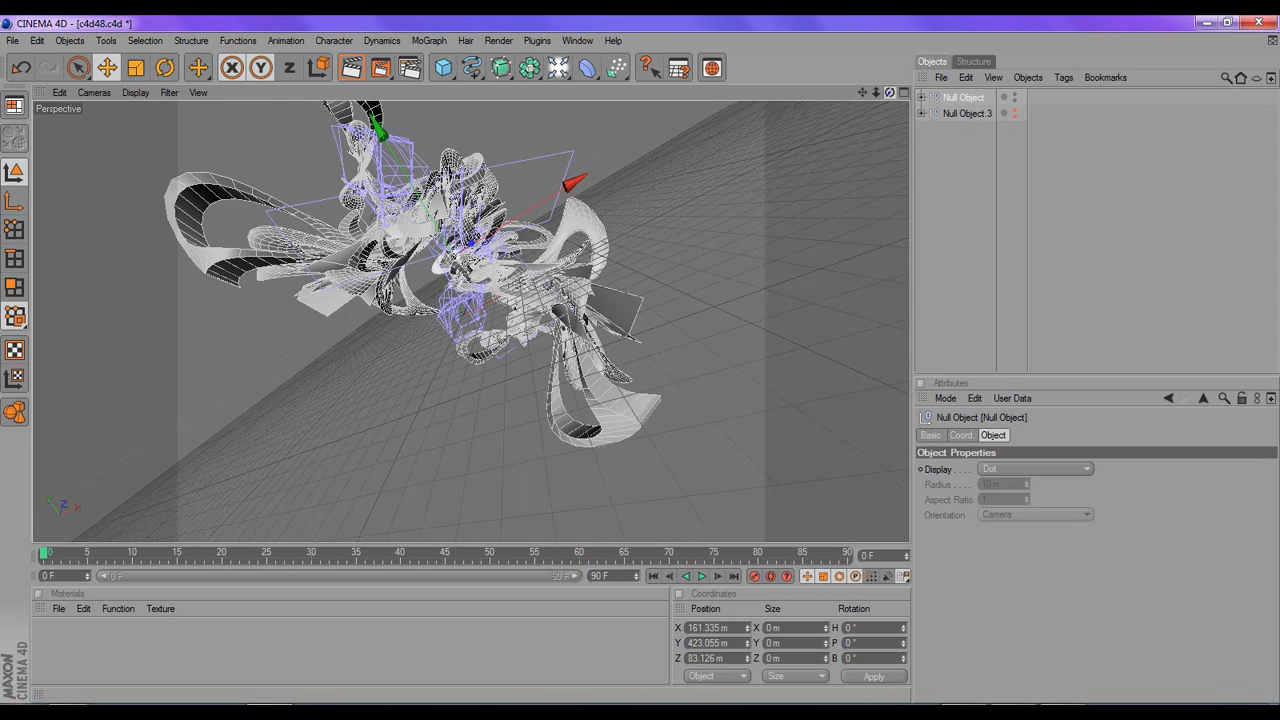 CINEMA 4D - [c4d48.c4d *]
File Edit Objects Tools Selection Structure Functions Animation Character Dynamics MoGraph Hair Render Plugins Window Help
X Y Z
Objects Structure
File Edit View Objects Tags Bookmarks
Edit Cameras Display Filter View
Perspective
Null Object
Null Object.3
Attributes
Mode Edit User Data
Null Object [Null Object]
Basic Coord. Object
Object Properties
Display Dot
Radius 10 m
Aspect Ratio 1
Orientation Camera
Y Z X
0 5 10 15 20 25 30 35 40 45 50 55 60 65 70 75 80 85 90 0 F
0 F 0 F 90 F 90 F
Materials
File Edit Function Texture
Coordinates
Position Size Rotation
X 161.335 m X 0 m H 0 °
Y 423.055 m Y 0 m P 0 °
Z 83.126 m Z 0 m B 0 °
Object Size Apply
MAXON
CINEMA 4D